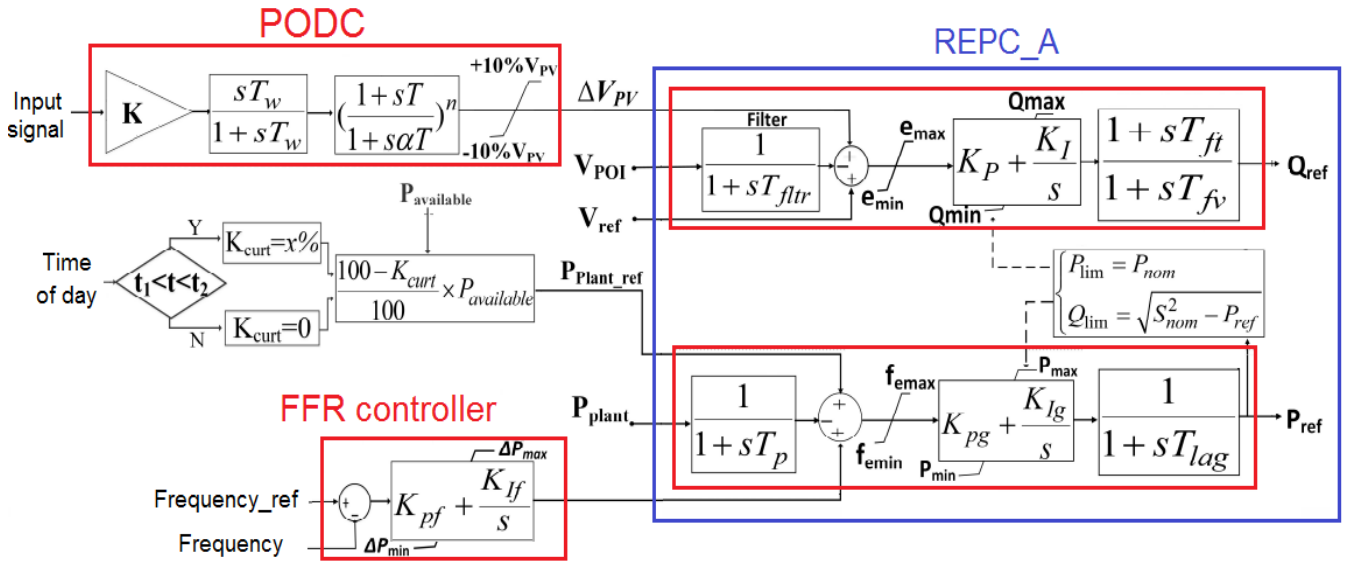 PODC
REPC_A
Input
signal
K
sT_w
1 + sT_w
(
1 + sT
1 + sαT
)^n
+10%V_PV
-10%V_PV
ΔV_PV
V_POI
V_ref
Filter
1
1 + sT_fltr
−
−
+
e_max
e_min
Qmax
K_P + K_I
s
Qmin
1 + sT_ft
1 + sT_fv
Q_ref
Time
of day
t_1<t<t_2
Y
N
K_curt=x%
K_curt=0
P_available
100 − K_curt
100
× P_available
P_Plant_ref
P_lim = P_nom
Q_lim = √S_nom^2 − P_ref
FFR controller
P_plant
1
1 + sT_p
+
−
+
f_emax
f_emin
P_max
K_pg + K_Ig
s
P_min
1
1 + sT_lag
P_ref
Frequency_ref
Frequency
+
−
ΔP_max
K_pf + K_If
s
ΔP_min